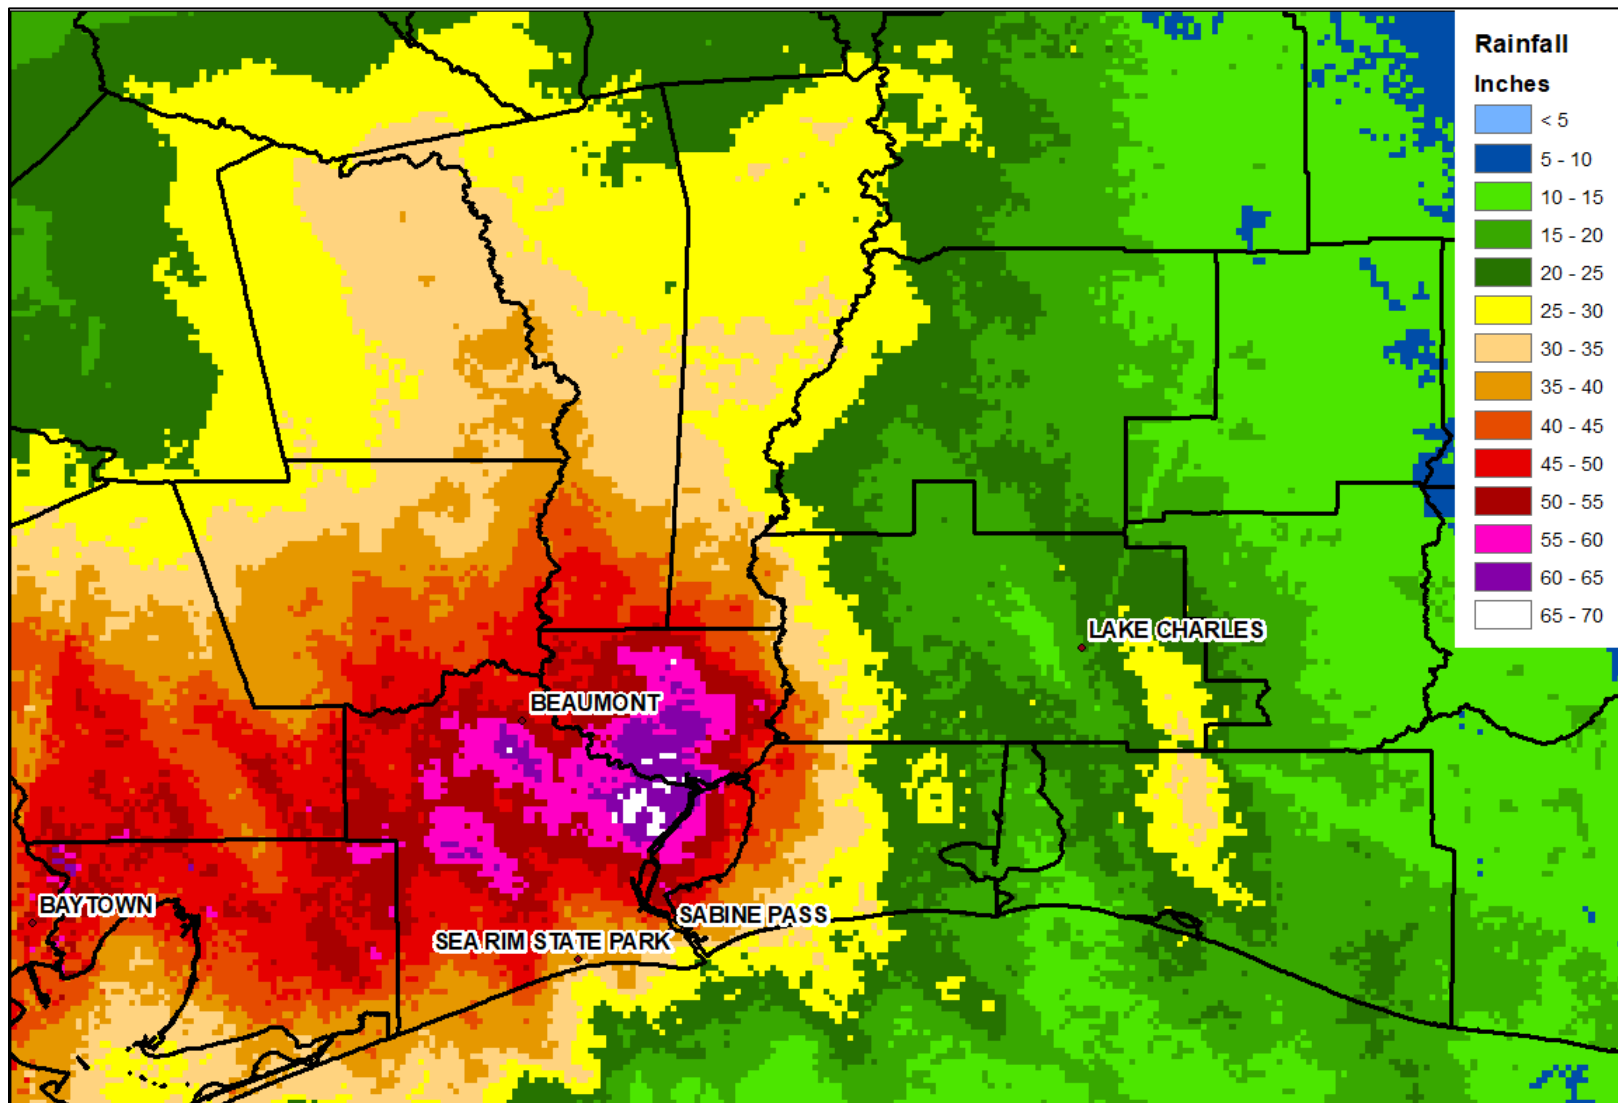 Rainfall
Inches
< 5
5 - 10
10 - 15
15 - 20
20 - 25
25 - 30
30 - 35
35 - 40
40 - 45
45 - 50
50 - 55
55 - 60
60 - 65
65 - 70
LAKE CHARLES
BEAUMONT
BAYTOWN
SABINE PASS
SEA RIM STATE PARK